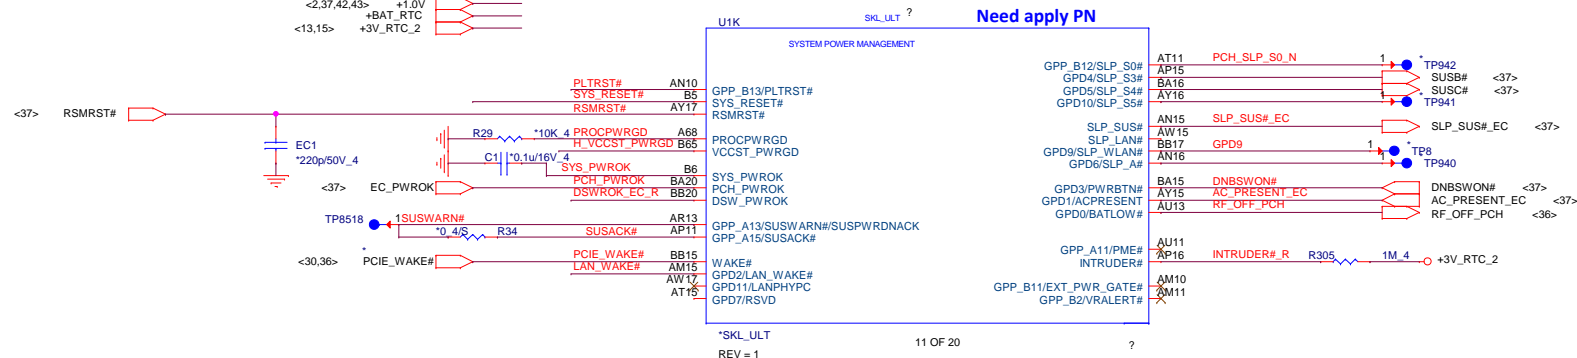 <2,37,42,43> +1.0V
+BAT_RTC
<13,15> +3V_RTC_2
U1K
SKL_ULT ?
Need apply PN
SYSTEM POWER MANAGEMENT
<37> RSMRST#
EC1
*220p/50V_4
PLTRST# AN10 GPP_B13/PLTRST#
SYS_RESET# B5 SYS_RESET#
RSMRST# AY17 RSMRST#
R29 *10K_4 PROCPWRGD A68 PROCPWRGD
H_VCCST_PWRGD B65 VCCST_PWRGD
C1 *0.1u/16V_4
SYS_PWROK B6 SYS_PWROK
<37> EC_PWROK PCH_PWROK BA20 PCH_PWROK
DSWROK_EC_R BB20 DSW_PWROK
TP8518 1 SUSWARN# AR13 GPP_A13/SUSWARN#/SUSPWRDNACK
*0_4/S R34 SUSACK# AP11 GPP_A15/SUSACK#
*
<30,36> PCIE_WAKE# PCIE_WAKE# BB15 WAKE#
LAN_WAKE# AM15 GPD2/LAN_WAKE#
AW17 GPD11/LANPHYPC
AT15 GPD7/RSVD
GPP_B12/SLP_S0# AT11 PCH_SLP_S0_N 1 * TP942
GPD4/SLP_S3# AP15 SUSB# <37>
GPD5/SLP_S4# BA16 SUSC# <37>
GPD10/SLP_S5# AY16 1 * TP941
SLP_SUS# AN15 SLP_SUS#_EC SLP_SUS#_EC <37>
SLP_LAN# AW15
GPD9/SLP_WLAN# BB17 GPD9 1 * TP8
GPD6/SLP_A# AN16 1 TP940
GPD3/PWRBTN# BA15 DNBSWON# DNBSWON# <37>
GPD1/ACPRESENT AY15 AC_PRESENT_EC AC_PRESENT_EC <37>
GPD0/BATLOW# AU13 RF_OFF_PCH RF_OFF_PCH <36>
GPP_A11/PME# AU11
INTRUDER# AP16 INTRUDER#_R R305 1M_4 +3V_RTC_2
GPP_B11/EXT_PWR_GATE# AM10
GPP_B2/VRALERT# AM11
*SKL_ULT
REV = 1
11 OF 20
?